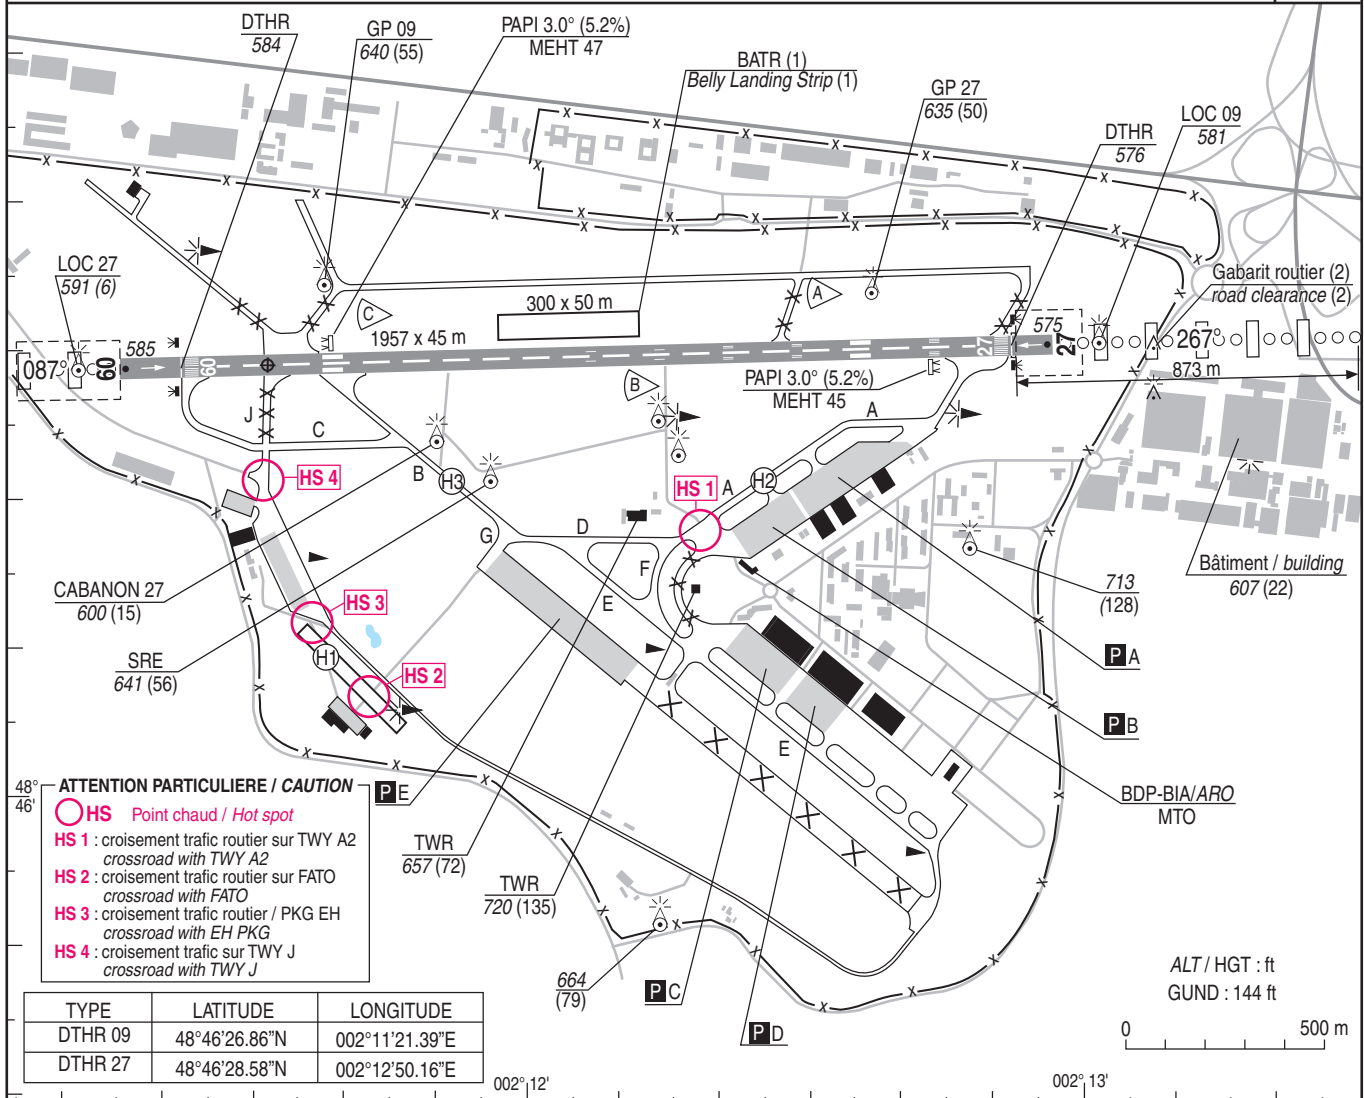 DTHR
584
GP 09
640 (55)
PAPI 3.0° (5.2%)
MEHT 47
BATR (1)
Belly Landing Strip (1)
GP 27
635 (50)
DTHR
576
LOC 09
581
LOC 27
591 (6)
Gabarit routier (2)
road clearance (2)
A
C
300 x 50 m
1957 x 45 m
585
575
087°
09
09
27
27
267°
873 m
B
PAPI 3.0° (5.2%)
MEHT 45
J
C
A
HS 4
B
H3
HS 1
A
H2
G
D
F
E
CABANON 27
600 (15)
HS 3
713
(128)
Bâtiment / building
607 (22)
SRE
641 (56)
H1
HS 2
P A
P B
E
BDP-BIA/ARO
MTO
48°
46'
ATTENTION PARTICULIERE / CAUTION
HS Point chaud / Hot spot
HS 1 : croisement trafic routier sur TWY A2
crossroad with TWY A2
HS 2 : croisement trafic routier sur FATO
crossroad with FATO
HS 3 : croisement trafic routier / PKG EH
crossroad with EH PKG
HS 4 : croisement trafic sur TWY J
crossroad with TWY J
P E
TWR
657 (72)
TWR
720 (135)
664
(79)
P C
P D
ALT / HGT : ft
GUND : 144 ft
0 500 m
TYPE LATITUDE LONGITUDE
DTHR 09 48°46'26.86"N 002°11'21.39"E
DTHR 27 48°46'28.58"N 002°12'50.16"E
002° 12'
002° 13'